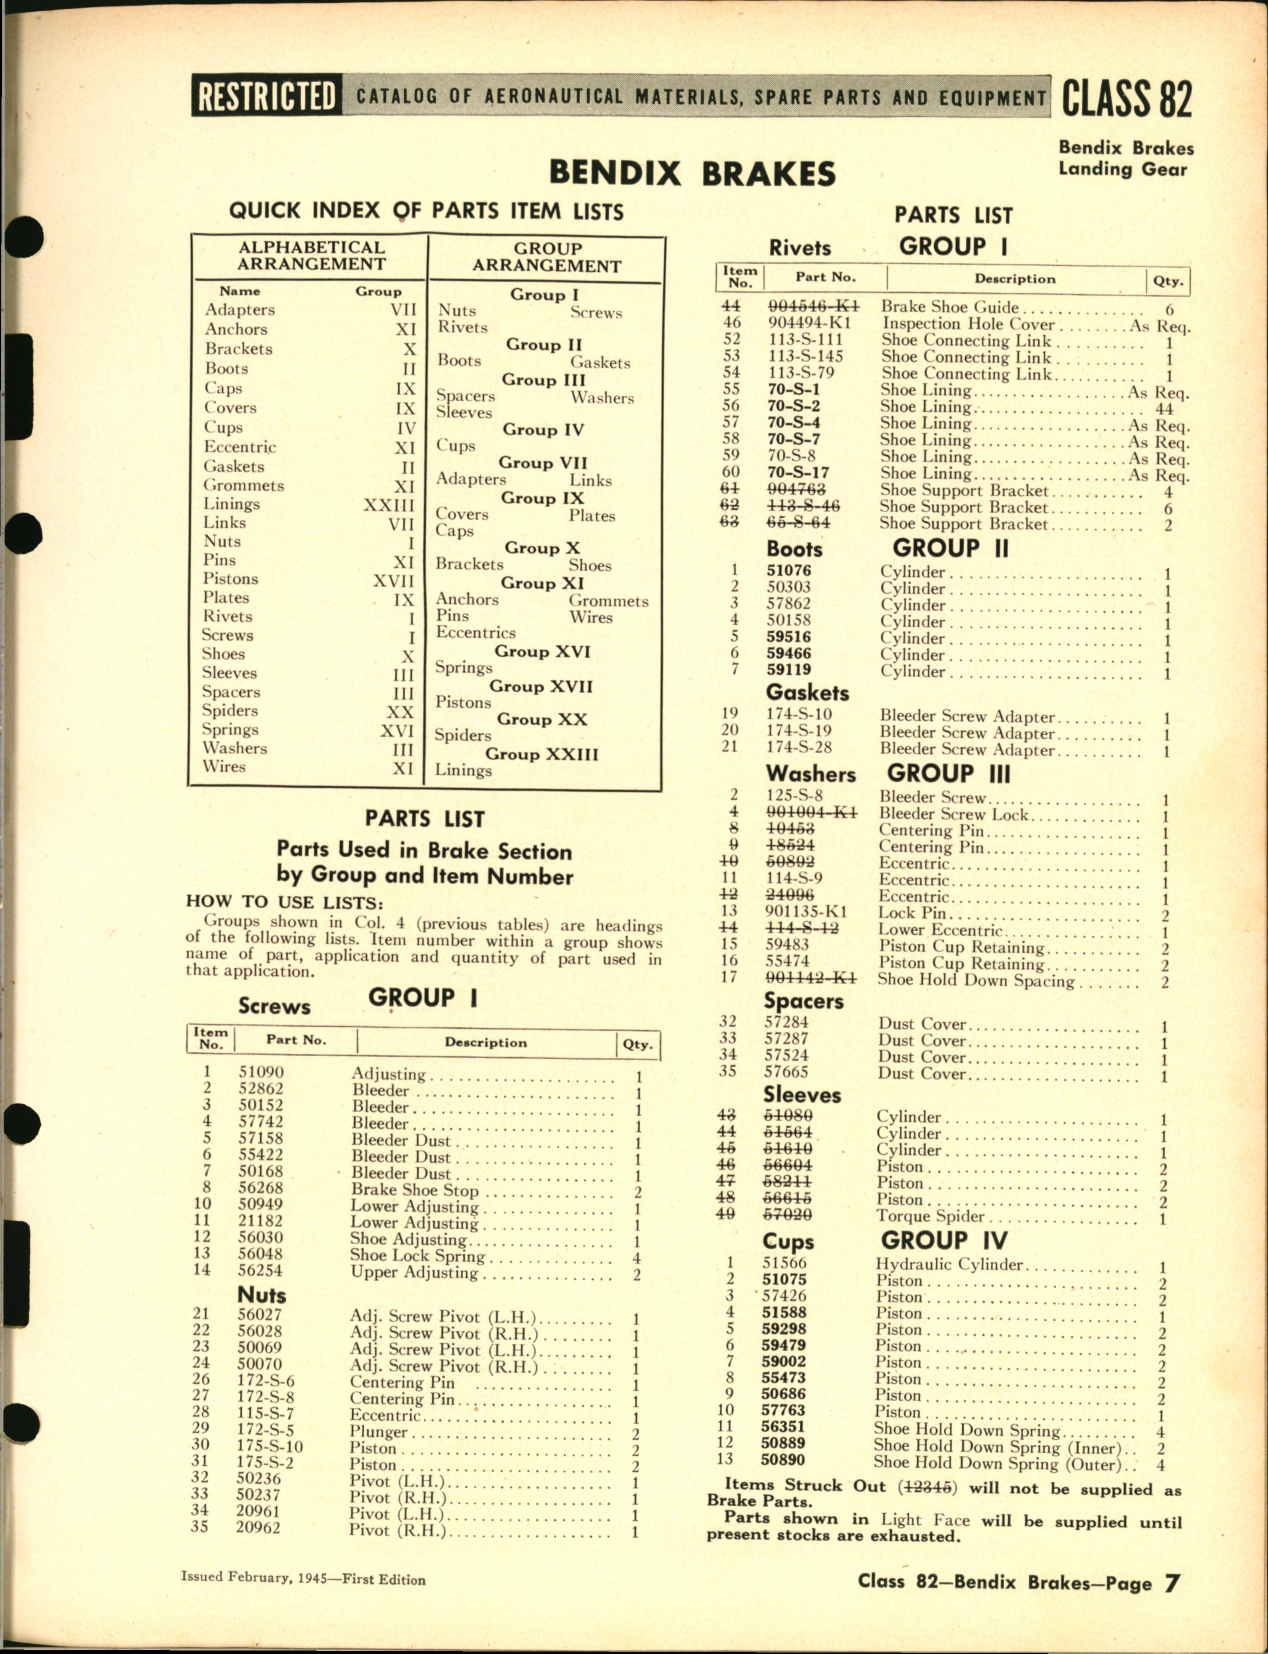 RESTRICTED CATALOG OF AERONAUTICAL MATERIALS, SPARE PARTS AND EQUIPMENT CLASS 82
Bendix Brakes
Landing Gear
BENDIX BRAKES
QUICK INDEX OF PARTS ITEM LISTS
ALPHABETICAL
ARRANGEMENT
Name Group
Adapters VII
Anchors XI
Brackets X
Boots II
Caps IX
Covers IX
Cups IV
Eccentric XI
Gaskets II
Grommets XI
Linings XXIII
Links VII
Nuts I
Pins XI
Pistons XVII
Plates IX
Rivets I
Screws I
Shoes X
Sleeves III
Spacers III
Spiders XX
Springs XVI
Washers III
Wires XI
GROUP
ARRANGEMENT
Group I
Nuts Screws
Rivets
Group II
Boots Gaskets
Group III
Spacers Washers
Sleeves
Group IV
Cups
Group VII
Adapters Links
Group IX
Covers Plates
Caps
Group X
Brackets Shoes
Group XI
Anchors Grommets
Pins Wires
Eccentrics
Group XVI
Springs
Group XVII
Pistons
Group XX
Spiders
Group XXIII
Linings
PARTS LIST
Parts Used in Brake Section
by Group and Item Number
HOW TO USE LISTS:
Groups shown in Col. 4 (previous tables) are headings
of the following lists. Item number within a group shows
name of part, application and quantity of part used in
that application.
Screws GROUP I
Item No. Part No. Description Qty.
1 51090 Adjusting 1
2 52862 Bleeder 1
3 50152 Bleeder 1
4 57742 Bleeder 1
5 57158 Bleeder Dust 1
6 55422 Bleeder Dust 1
7 50168 Bleeder Dust 1
8 56268 Brake Shoe Stop 2
10 50949 Lower Adjusting 1
11 21182 Lower Adjusting 1
12 56030 Shoe Adjusting 1
13 56048 Shoe Lock Spring 4
14 56254 Upper Adjusting 2
Nuts
21 56027 Adj. Screw Pivot (L.H.) 1
22 56028 Adj. Screw Pivot (R.H.) 1
23 50069 Adj. Screw Pivot (L.H.) 1
24 50070 Adj. Screw Pivot (R.H.) 1
26 172-S-6 Centering Pin 1
27 172-S-8 Centering Pin 1
28 115-S-7 Eccentric 1
29 172-S-5 Plunger 2
30 175-S-10 Piston 2
31 175-S-2 Piston 2
32 50236 Pivot (L.H.) 1
33 50237 Pivot (R.H.) 1
34 20961 Pivot (L.H.) 1
35 20962 Pivot (R.H.) 1
PARTS LIST
Rivets GROUP I
Item No. Part No. Description Qty.
44 904546-K1 Brake Shoe Guide 6
46 904494-K1 Inspection Hole Cover As Req.
52 113-S-111 Shoe Connecting Link 1
53 113-S-145 Shoe Connecting Link 1
54 113-S-79 Shoe Connecting Link 1
55 70-S-1 Shoe Lining As Req.
56 70-S-2 Shoe Lining 44
57 70-S-4 Shoe Lining As Req.
58 70-S-7 Shoe Lining As Req.
59 70-S-8 Shoe Lining As Req.
60 70-S-17 Shoe Lining As Req.
61 904763 Shoe Support Bracket 4
62 113-S-46 Shoe Support Bracket 6
63 65-S-64 Shoe Support Bracket 2
Boots GROUP II
1 51076 Cylinder 1
2 50303 Cylinder 1
3 57862 Cylinder 1
4 50158 Cylinder 1
5 59516 Cylinder 1
6 59466 Cylinder 1
7 59119 Cylinder 1
Gaskets
19 174-S-10 Bleeder Screw Adapter 1
20 174-S-19 Bleeder Screw Adapter 1
21 174-S-28 Bleeder Screw Adapter 1
Washers GROUP III
2 125-S-8 Bleeder Screw 1
4 901004-K1 Bleeder Screw Lock 1
8 10453 Centering Pin 1
9 18524 Centering Pin 1
10 50892 Eccentric 1
11 114-S-9 Eccentric 1
12 24096 Eccentric 1
13 901135-K1 Lock Pin 2
14 114-S-12 Lower Eccentric 1
15 59483 Piston Cup Retaining 2
16 55474 Piston Cup Retaining 2
17 901142-K1 Shoe Hold Down Spacing 2
Spacers
32 57284 Dust Cover 1
33 57287 Dust Cover 1
34 57524 Dust Cover 1
35 57665 Dust Cover 1
Sleeves
43 51080 Cylinder 1
44 51564 Cylinder 1
45 51610 Cylinder 1
46 56604 Piston 2
47 58211 Piston 2
48 56615 Piston 2
49 57020 Torque Spider 1
Cups GROUP IV
1 51566 Hydraulic Cylinder 1
2 51075 Piston 2
3 57426 Piston 2
4 51588 Piston 1
5 59298 Piston 2
6 59479 Piston 2
7 59002 Piston 2
8 55473 Piston 2
9 50686 Piston 2
10 57763 Piston 1
11 56351 Shoe Hold Down Spring 4
12 50889 Shoe Hold Down Spring (Inner) 2
13 50890 Shoe Hold Down Spring (Outer) 4
Items Struck Out (12345) will not be supplied as
Brake Parts.
Parts shown in Light Face will be supplied until
present stocks are exhausted.
Issued February, 1945—First Edition
Class 82—Bendix Brakes—Page 7